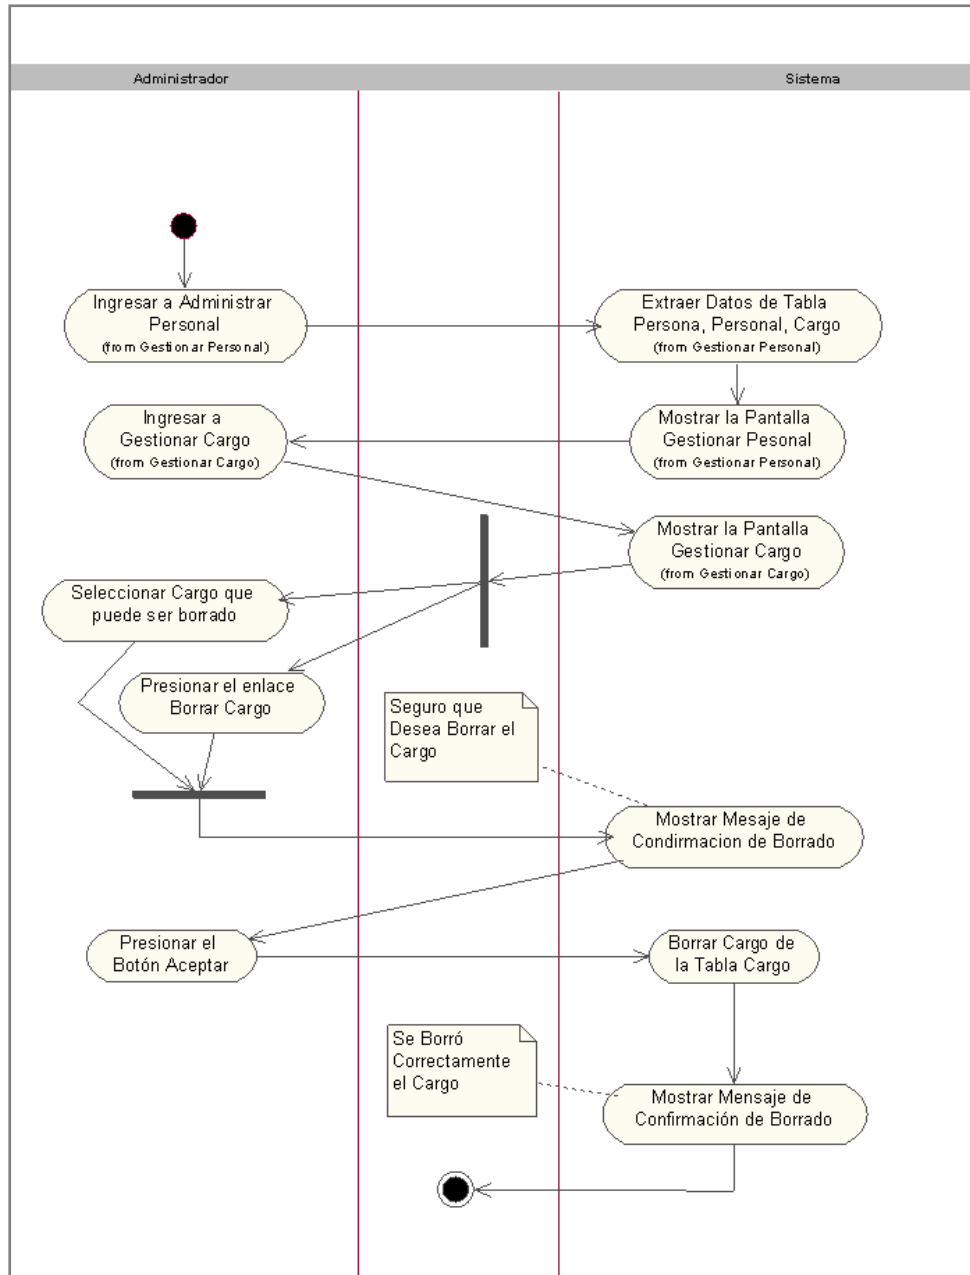 Administrador
Sistema
Ingresar a Administrar
Personal
(from Gestionar Personal)
Extraer Datos de Tabla
Persona, Personal, Cargo
(from Gestionar Personal)
Ingresar a
Gestionar Cargo
(from Gestionar Cargo)
Mostrar la Pantalla
Gestionar Pesonal
(from Gestionar Personal)
Mostrar la Pantalla
Gestionar Cargo
(from Gestionar Cargo)
Seleccionar Cargo que
puede ser borrado
Presionar el enlace
Borrar Cargo
Seguro que
Desea Borrar el
Cargo
Mostrar Mesaje de
Condirmacion de Borrado
Presionar el
Botón Aceptar
Borrar Cargo de
la Tabla Cargo
Se Borró
Correctamente
el Cargo
Mostrar Mensaje de
Confirmación de Borrado